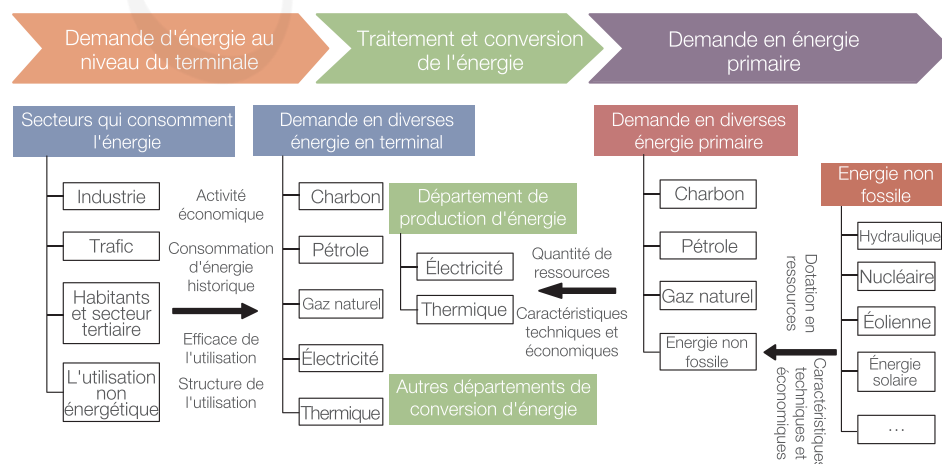 Demande d'énergie au
niveau du terminale
Traitement et conversion
de l'énergie
Demande en énergie
primaire
Secteurs qui consomment
l'énergie
Industrie
Trafic
Habitants
et secteur
tertiaire
L'utilisation
non
énergétique
Activité
économique
Consommation
d'énergie
historique
Efficace de
l'utilisation
Structure de
l'utilisation
Demande en diverses
énergie en terminal
Charbon
Pétrole
Gaz naturel
Électricité
Thermique
Département de
production d'énergie
Électricité
Thermique
Autres départements de
conversion d'énergie
Quantité de
ressources
Caractéristiques
techniques et
économiques
Demande en diverses
énergie primaire
Charbon
Pétrole
Gaz naturel
Energie non
fossile
Dotation en
ressources
Caractéristiques
techniques et
économiques
Energie non
fossile
Hydraulique
Nucléaire
Éolienne
Énergie
solaire
...